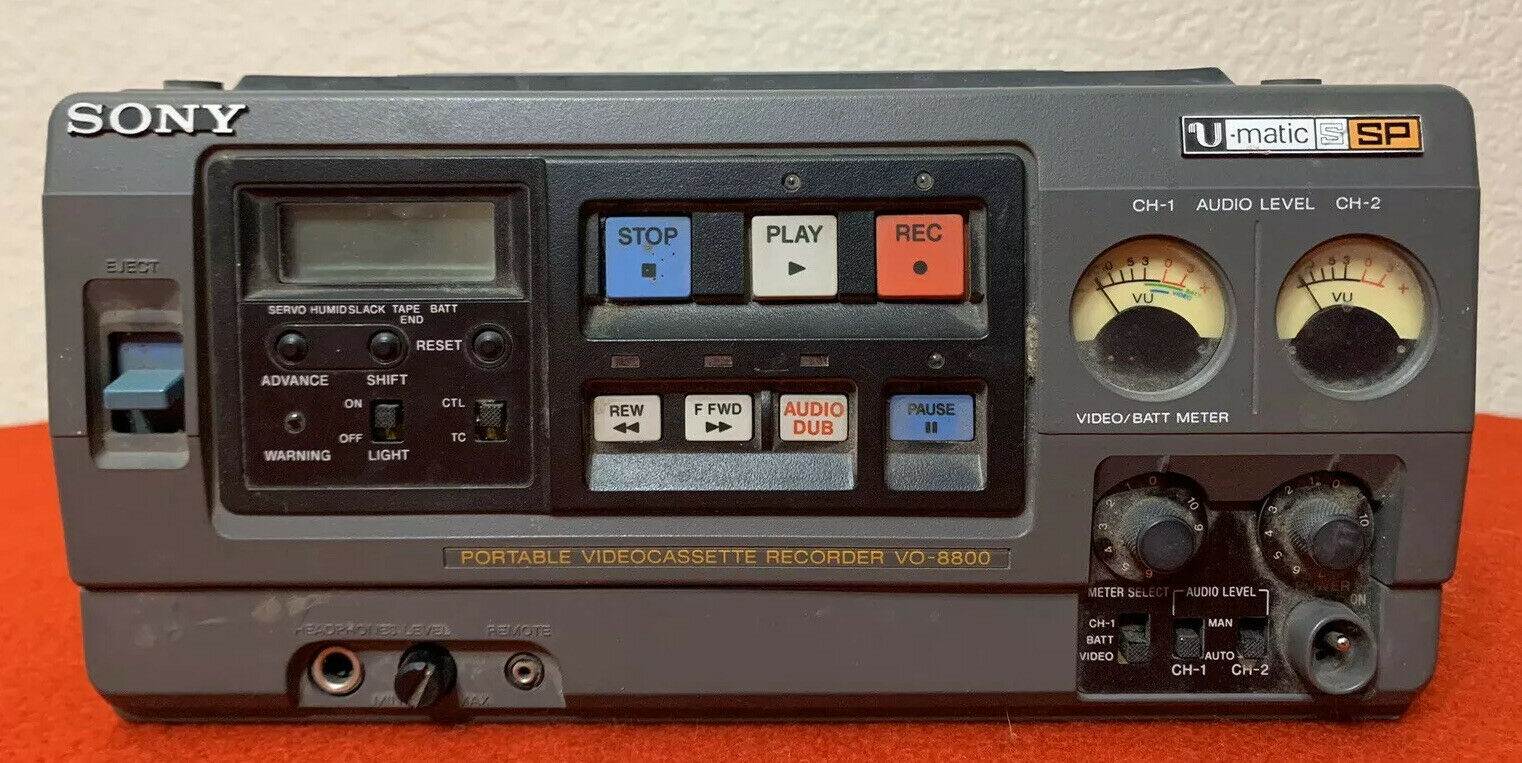 SONY
U-matic S SP
CH-1 AUDIO LEVEL CH-2
EJECT
STOP
PLAY
REC
VU
VIDEO
VU
SERVO HUMID SLACK TAPE END BATT
RESET
ADVANCE SHIFT
ON
OFF
LIGHT
CTL
TC
WARNING
REW
F FWD
AUDIO DUB
PAUSE
VIDEO/BATT METER
PORTABLE VIDEOCASSETTE RECORDER VO-8800
METER SELECT
AUDIO LEVEL
CH-1
BATT
VIDEO
MAN
AUTO
CH-1
CH-2
ON
HEADPHONES LEVEL
REMOTE
MIN MAX